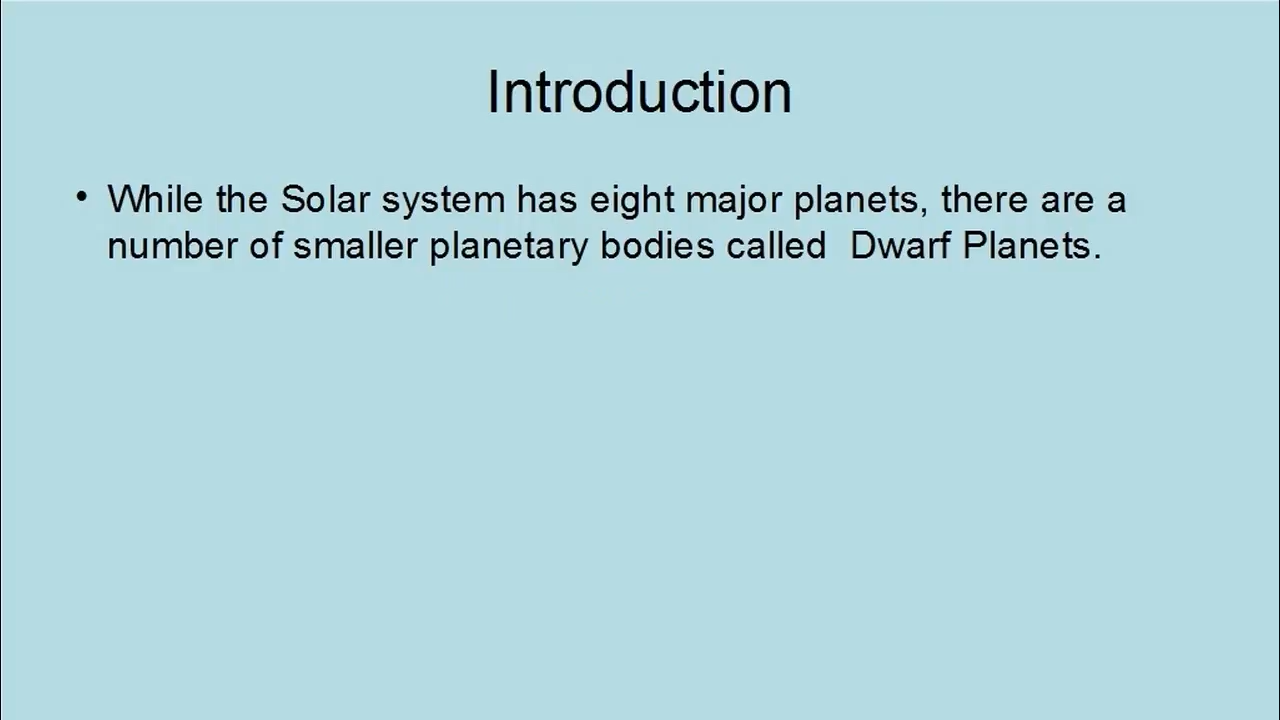 Introduction
• While the Solar system has eight major planets, there are a
number of smaller planetary bodies called  Dwarf Planets.